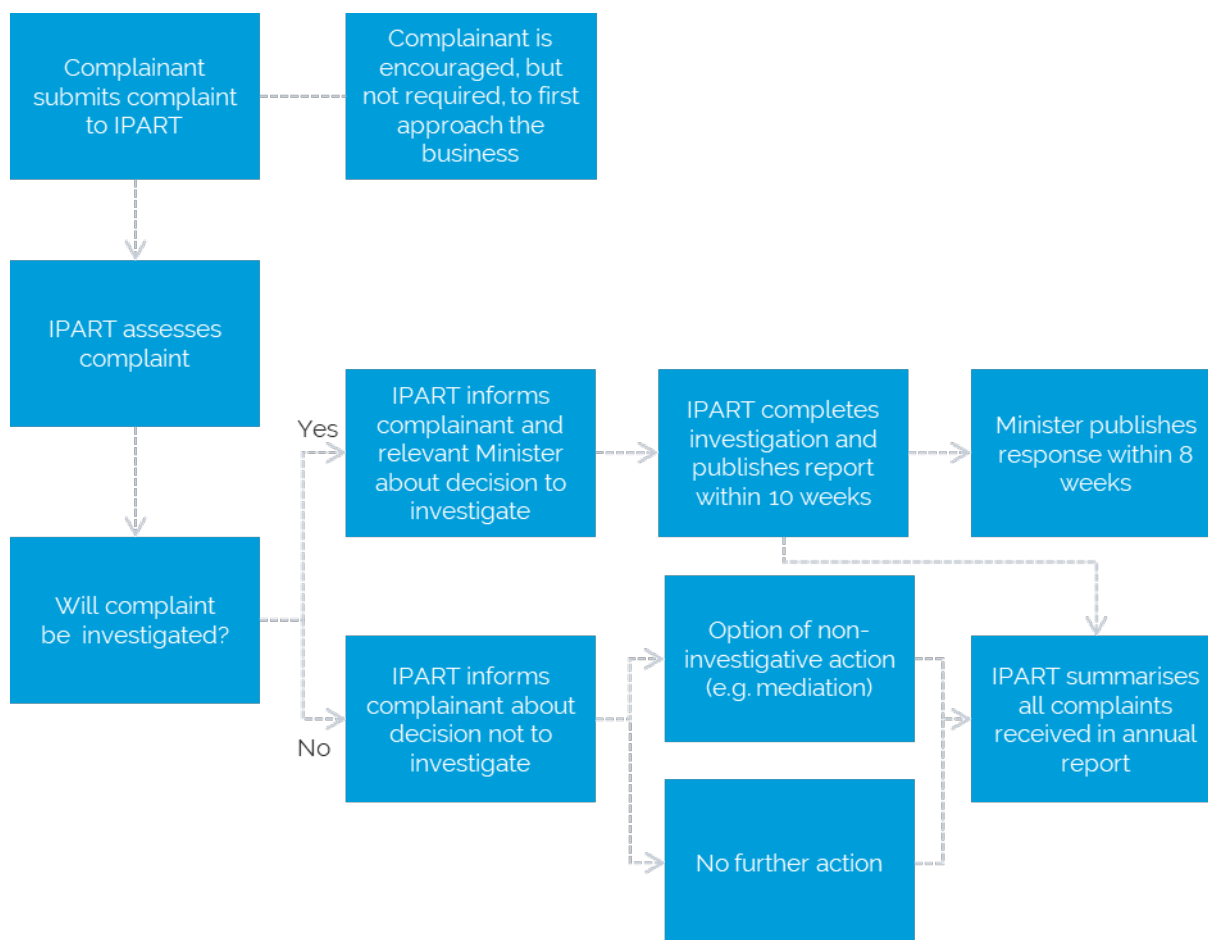 Complainant
submits complaint
to IPART
Complainant is
encouraged, but
not required, to first
approach the
business
IPART assesses
complaint
Yes
IPART informs
complainant and
relevant Minister
about decision to
investigate
IPART completes
investigation and
publishes report
within 10 weeks
Minister publishes
response within 8
weeks
Will complaint
be investigated?
No
IPART informs
complainant about
decision not to
investigate
Option of non-
investigative action
(e.g. mediation)
No further action
IPART summarises
all complaints
received in annual
report